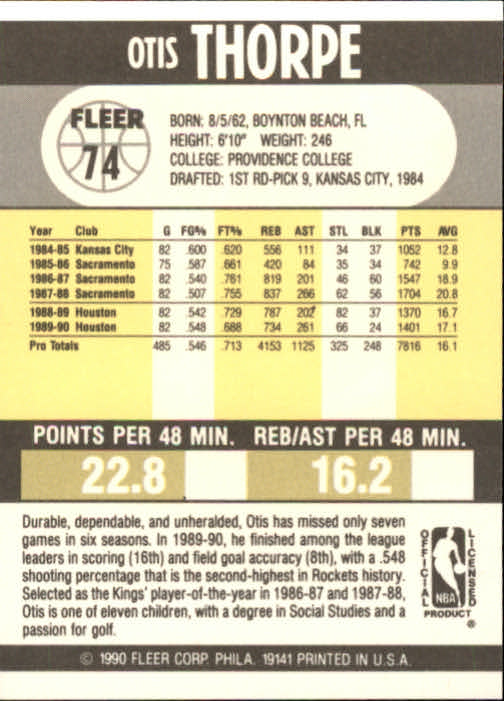 OTIS THORPE
FLEER
74
BORN: 8/5/62, BOYNTON BEACH, FL
HEIGHT: 6'10" WEIGHT: 246
COLLEGE: PROVIDENCE COLLEGE
DRAFTED: 1ST RD-PICK 9, KANSAS CITY, 1984
Year Club G FG% FT% REB AST STL BLK PTS AVG
1984-85 Kansas City 82 .600 .620 556 111 34 37 1052 12.8
1985-86 Sacramento 75 .587 .661 420 84 35 34 742 9.9
1986-87 Sacramento 82 .540 .761 819 201 46 60 1547 18.9
1987-88 Sacramento 82 .507 .755 837 266 62 56 1704 20.8
1988-89 Houston 82 .542 .729 787 202 82 37 1370 16.7
1989-90 Houston 82 .548 .688 734 261 66 24 1401 17.1
Pro Totals 485 .546 .713 4153 1125 325 248 7816 16.1
POINTS PER 48 MIN. REB/AST PER 48 MIN.
22.8 16.2
Durable, dependable, and unheralded, Otis has missed only seven
games in six seasons. In 1989-90, he finished among the league
leaders in scoring (16th) and field goal accuracy (8th), with a .548
shooting percentage that is the second-highest in Rockets history.
Selected as the Kings' player-of-the-year in 1986-87 and 1987-88,
Otis is one of eleven children, with a degree in Social Studies and a
passion for golf.
OFFICIAL LICENSED
NBA
PRODUCT ®
© 1990 FLEER CORP. PHILA. 19141 PRINTED IN U.S.A.